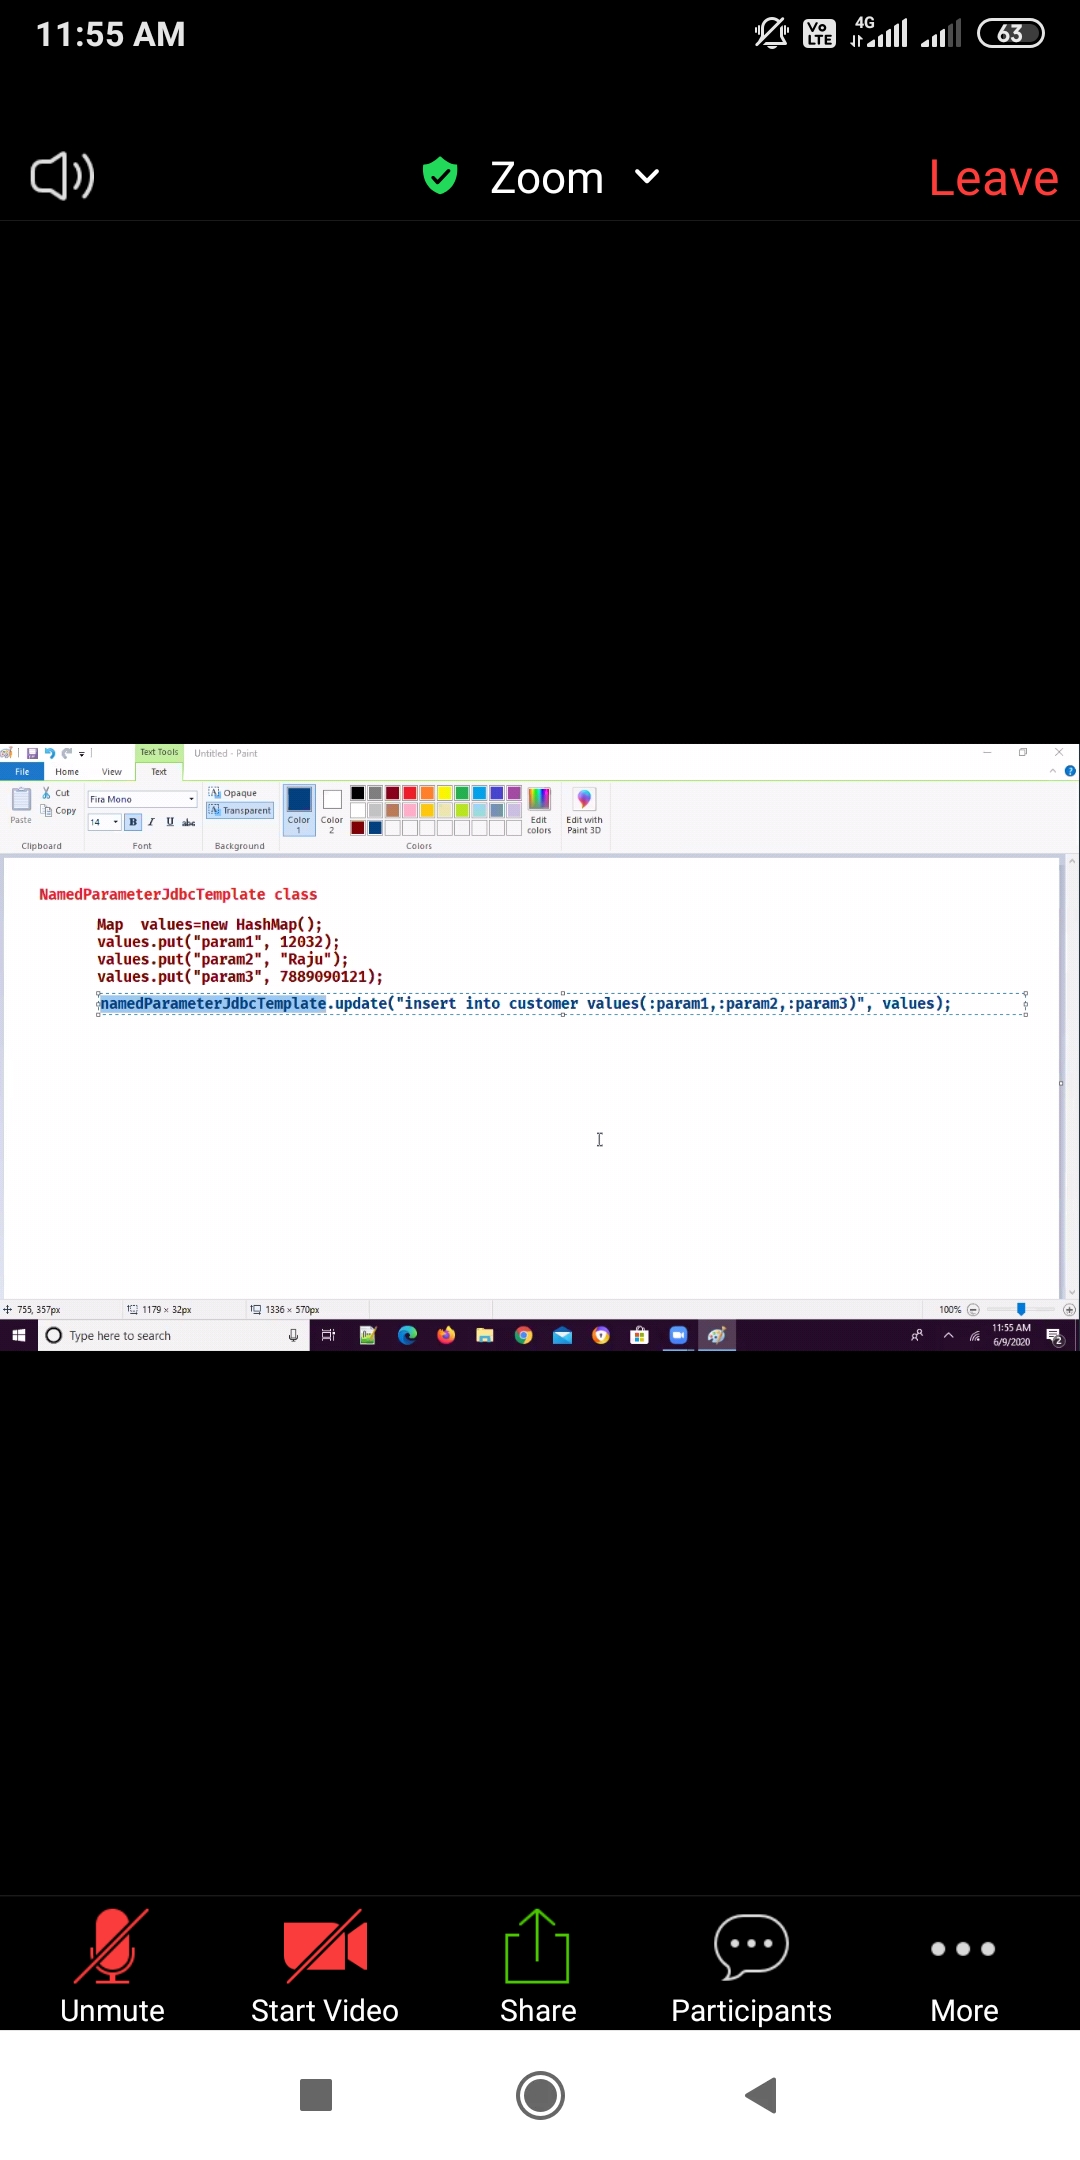 11:55 AM
Vo LTE 4G 63
Zoom
Leave
Text Tools Untitled - Paint
File Home View Text
Cut
Copy
Paste
Clipboard
Fira Mono
14 B I U abc
Font
A Opaque
A Transparent
Background
Color 1
Color 2
Edit colors
Colors
Edit with Paint 3D
NamedParameterJdbcTemplate class
Map  values=new HashMap();
values.put("param1", 12032);
values.put("param2", "Raju");
values.put("param3", 7889090121);
namedParameterJdbcTemplate.update("insert into customer values(:param1,:param2,:param3)", values);
755, 357px 1179 × 32px 1336 × 570px 100%
Type here to search
11:55 AM
6/9/2020
2
Unmute Start Video Share Participants More